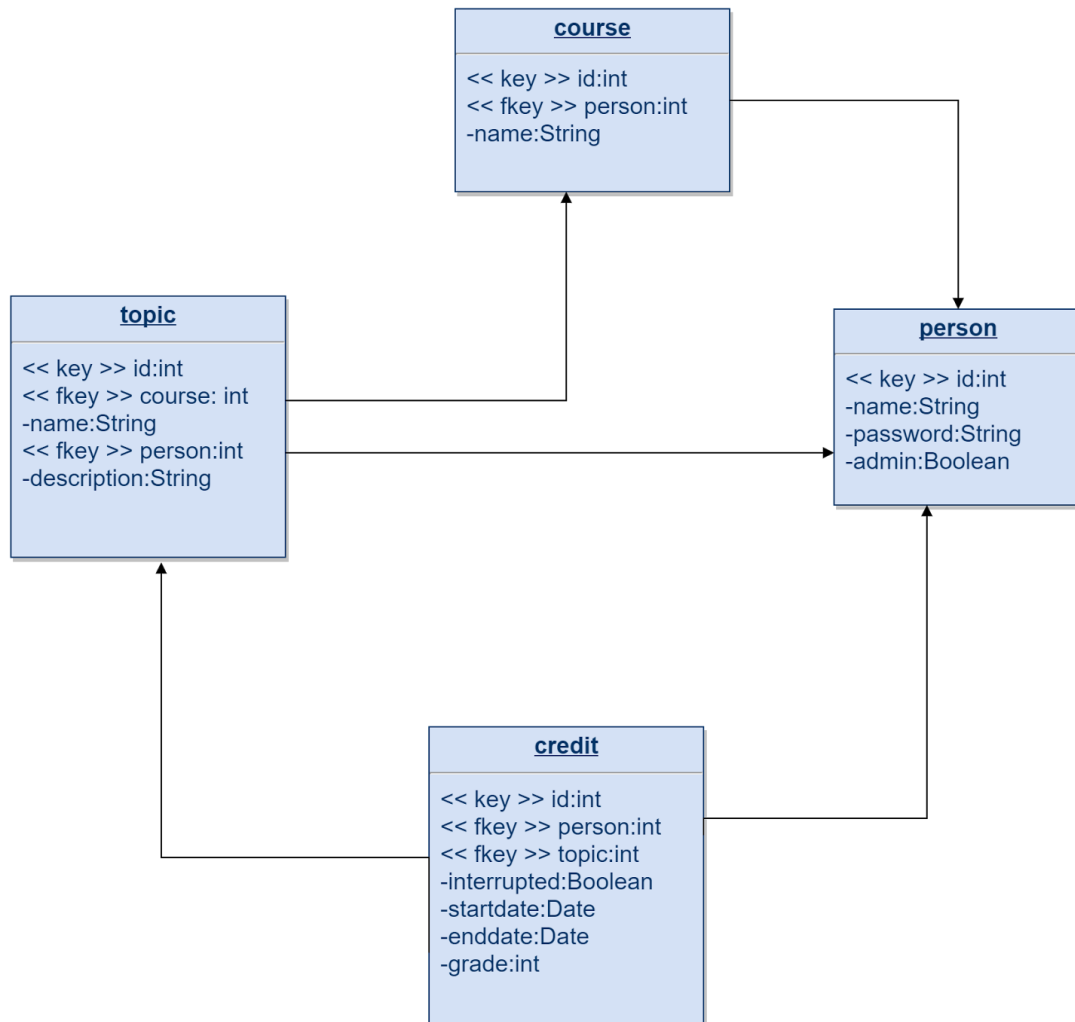 course
<< key >> id:int
<< fkey >> person:int
-name:String
topic
<< key >> id:int
<< fkey >> course: int
-name:String
<< fkey >> person:int
-description:String
person
<< key >> id:int
-name:String
-password:String
-admin:Boolean
credit
<< key >> id:int
<< fkey >> person:int
<< fkey >> topic:int
-interrupted:Boolean
-startdate:Date
-enddate:Date
-grade:int